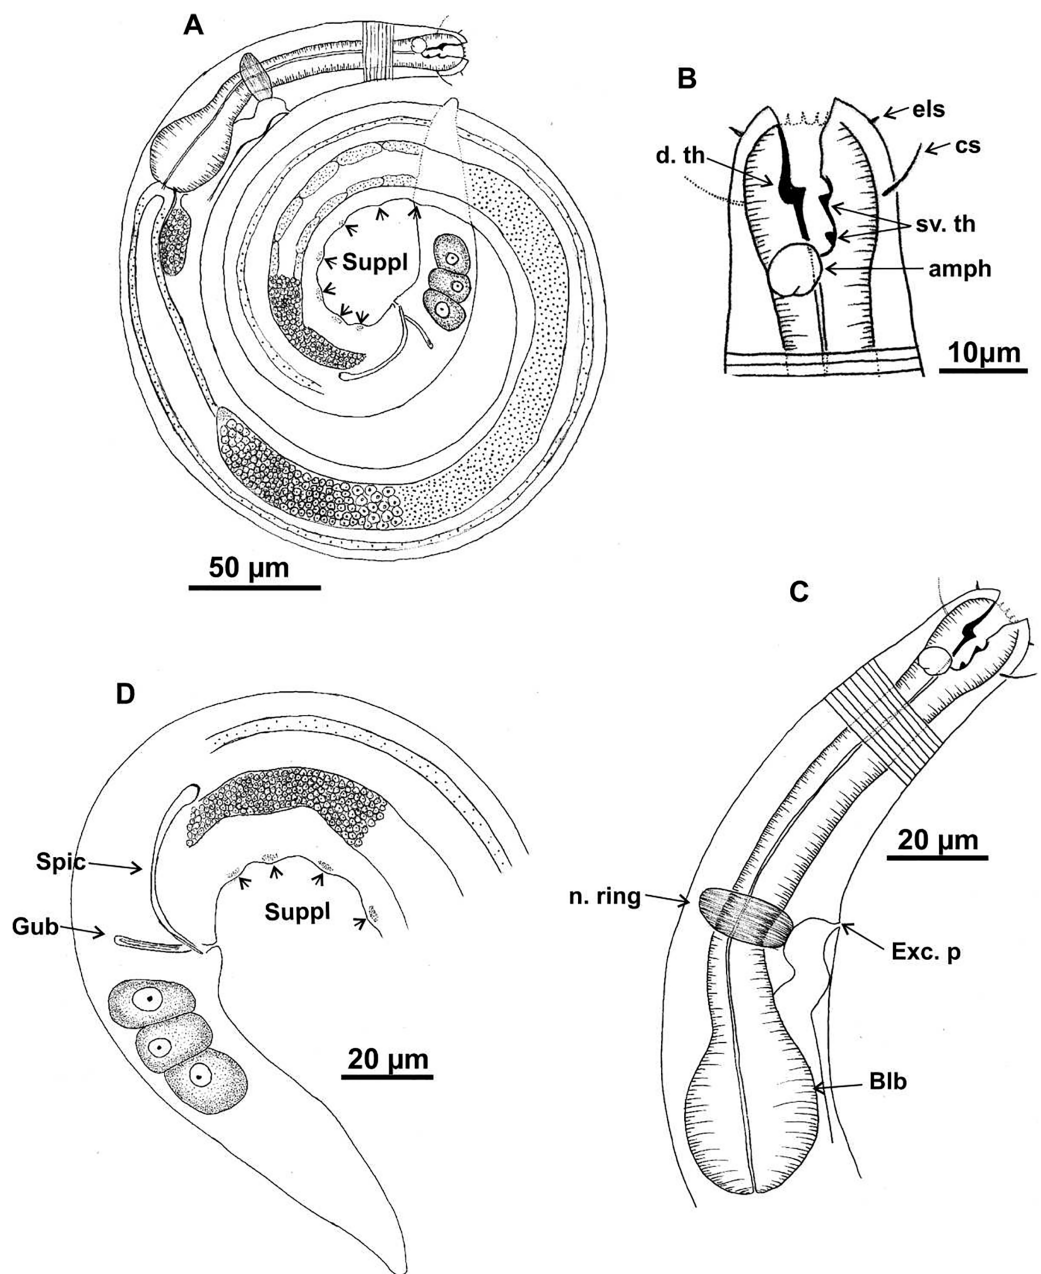 A
Suppl
50 µm
B
els
cs
d. th
sv. th
amph
10µm
C
20 µm
n. ring
Exc. p
Blb
D
Spic
Gub
Suppl
20 µm